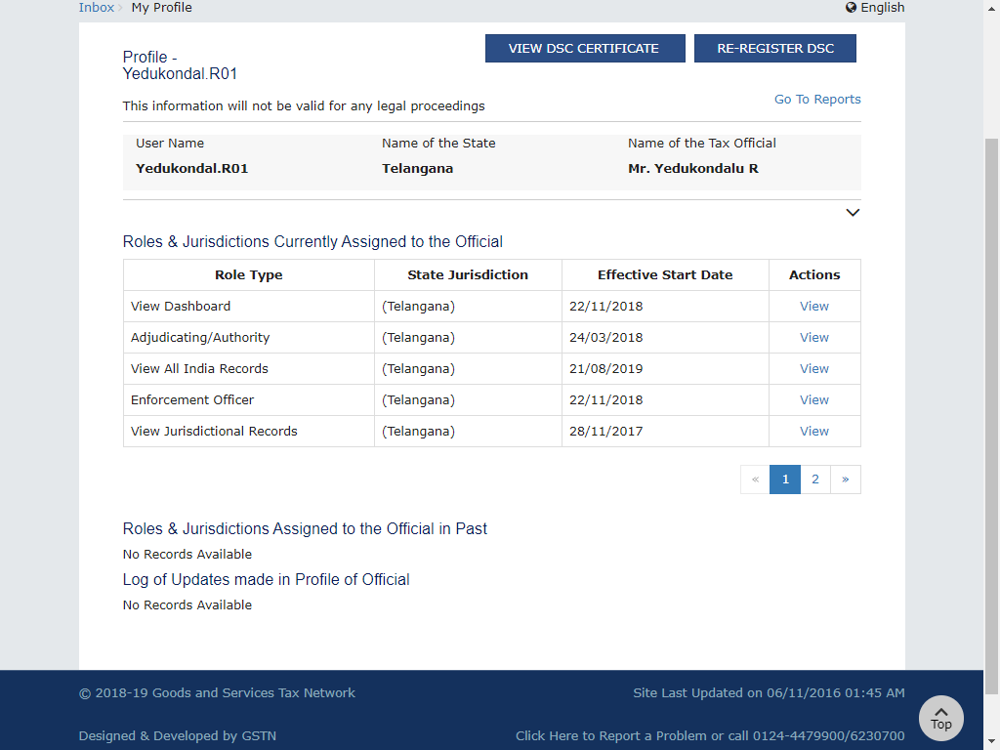 Inbox › My Profile English
VIEW DSC CERTIFICATE RE-REGISTER DSC
Profile -
Yedukondal.R01
Go To Reports
This information will not be valid for any legal proceedings
User Name Name of the State Name of the Tax Official
Yedukondal.R01 Telangana Mr. Yedukondalu R
Roles & Jurisdictions Currently Assigned to the Official
Role Type State Jurisdiction Effective Start Date Actions
View Dashboard (Telangana) 22/11/2018 View
Adjudicating/Authority (Telangana) 24/03/2018 View
View All India Records (Telangana) 21/08/2019 View
Enforcement Officer (Telangana) 22/11/2018 View
View Jurisdictional Records (Telangana) 28/11/2017 View
« 1 2 »
Roles & Jurisdictions Assigned to the Official in Past
No Records Available
Log of Updates made in Profile of Official
No Records Available
© 2018-19 Goods and Services Tax Network Site Last Updated on 06/11/2016 01:45 AM
Top
Designed & Developed by GSTN Click Here to Report a Problem or call 0124-4479900/6230700